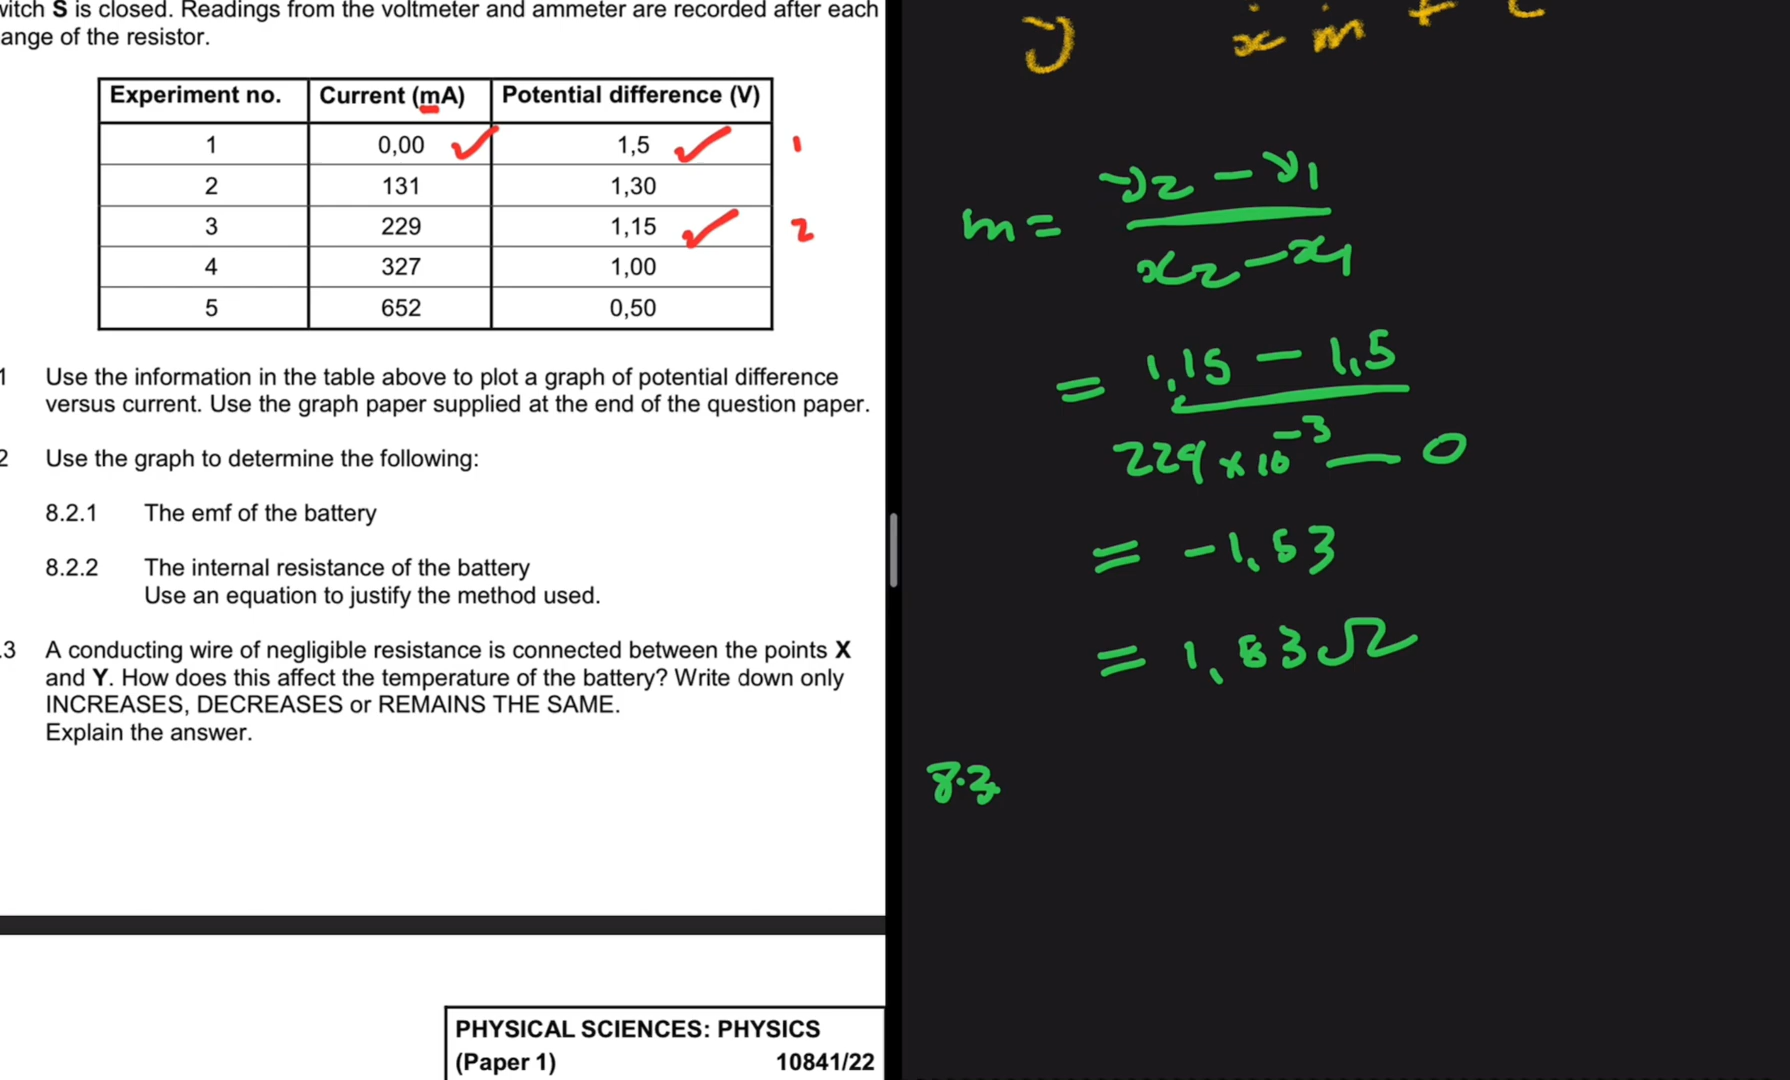 witch S is closed. Readings from the voltmeter and ammeter are recorded after each
ange of the resistor.
Experiment no. Current (mA) Potential difference (V)
1 0,00 1,5 1
2 131 1,30
3 229 1,15 2
4 327 1,00
5 652 0,50
1 Use the information in the table above to plot a graph of potential difference
versus current. Use the graph paper supplied at the end of the question paper.
2 Use the graph to determine the following:
8.2.1 The emf of the battery
8.2.2 The internal resistance of the battery
Use an equation to justify the method used.
.3 A conducting wire of negligible resistance is connected between the points X
and Y. How does this affect the temperature of the battery? Write down only
INCREASES, DECREASES or REMAINS THE SAME.
Explain the answer.
PHYSICAL SCIENCES: PHYSICS
(Paper 1) 10841/22
y x m + c
m = y2 - y1
x2 - x1
= 1,15 - 1,5
229 x 10^-3 - 0
= -1,53
= 1,53 Ω
8.3